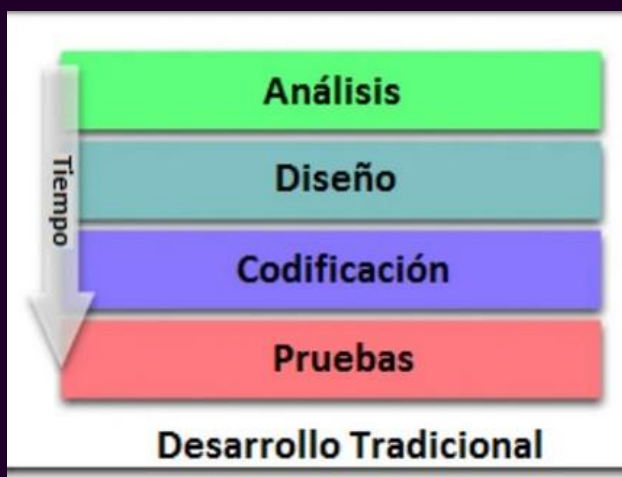 Análisis
Tiempo
Diseño
Codificación
Pruebas
Desarrollo Tradicional